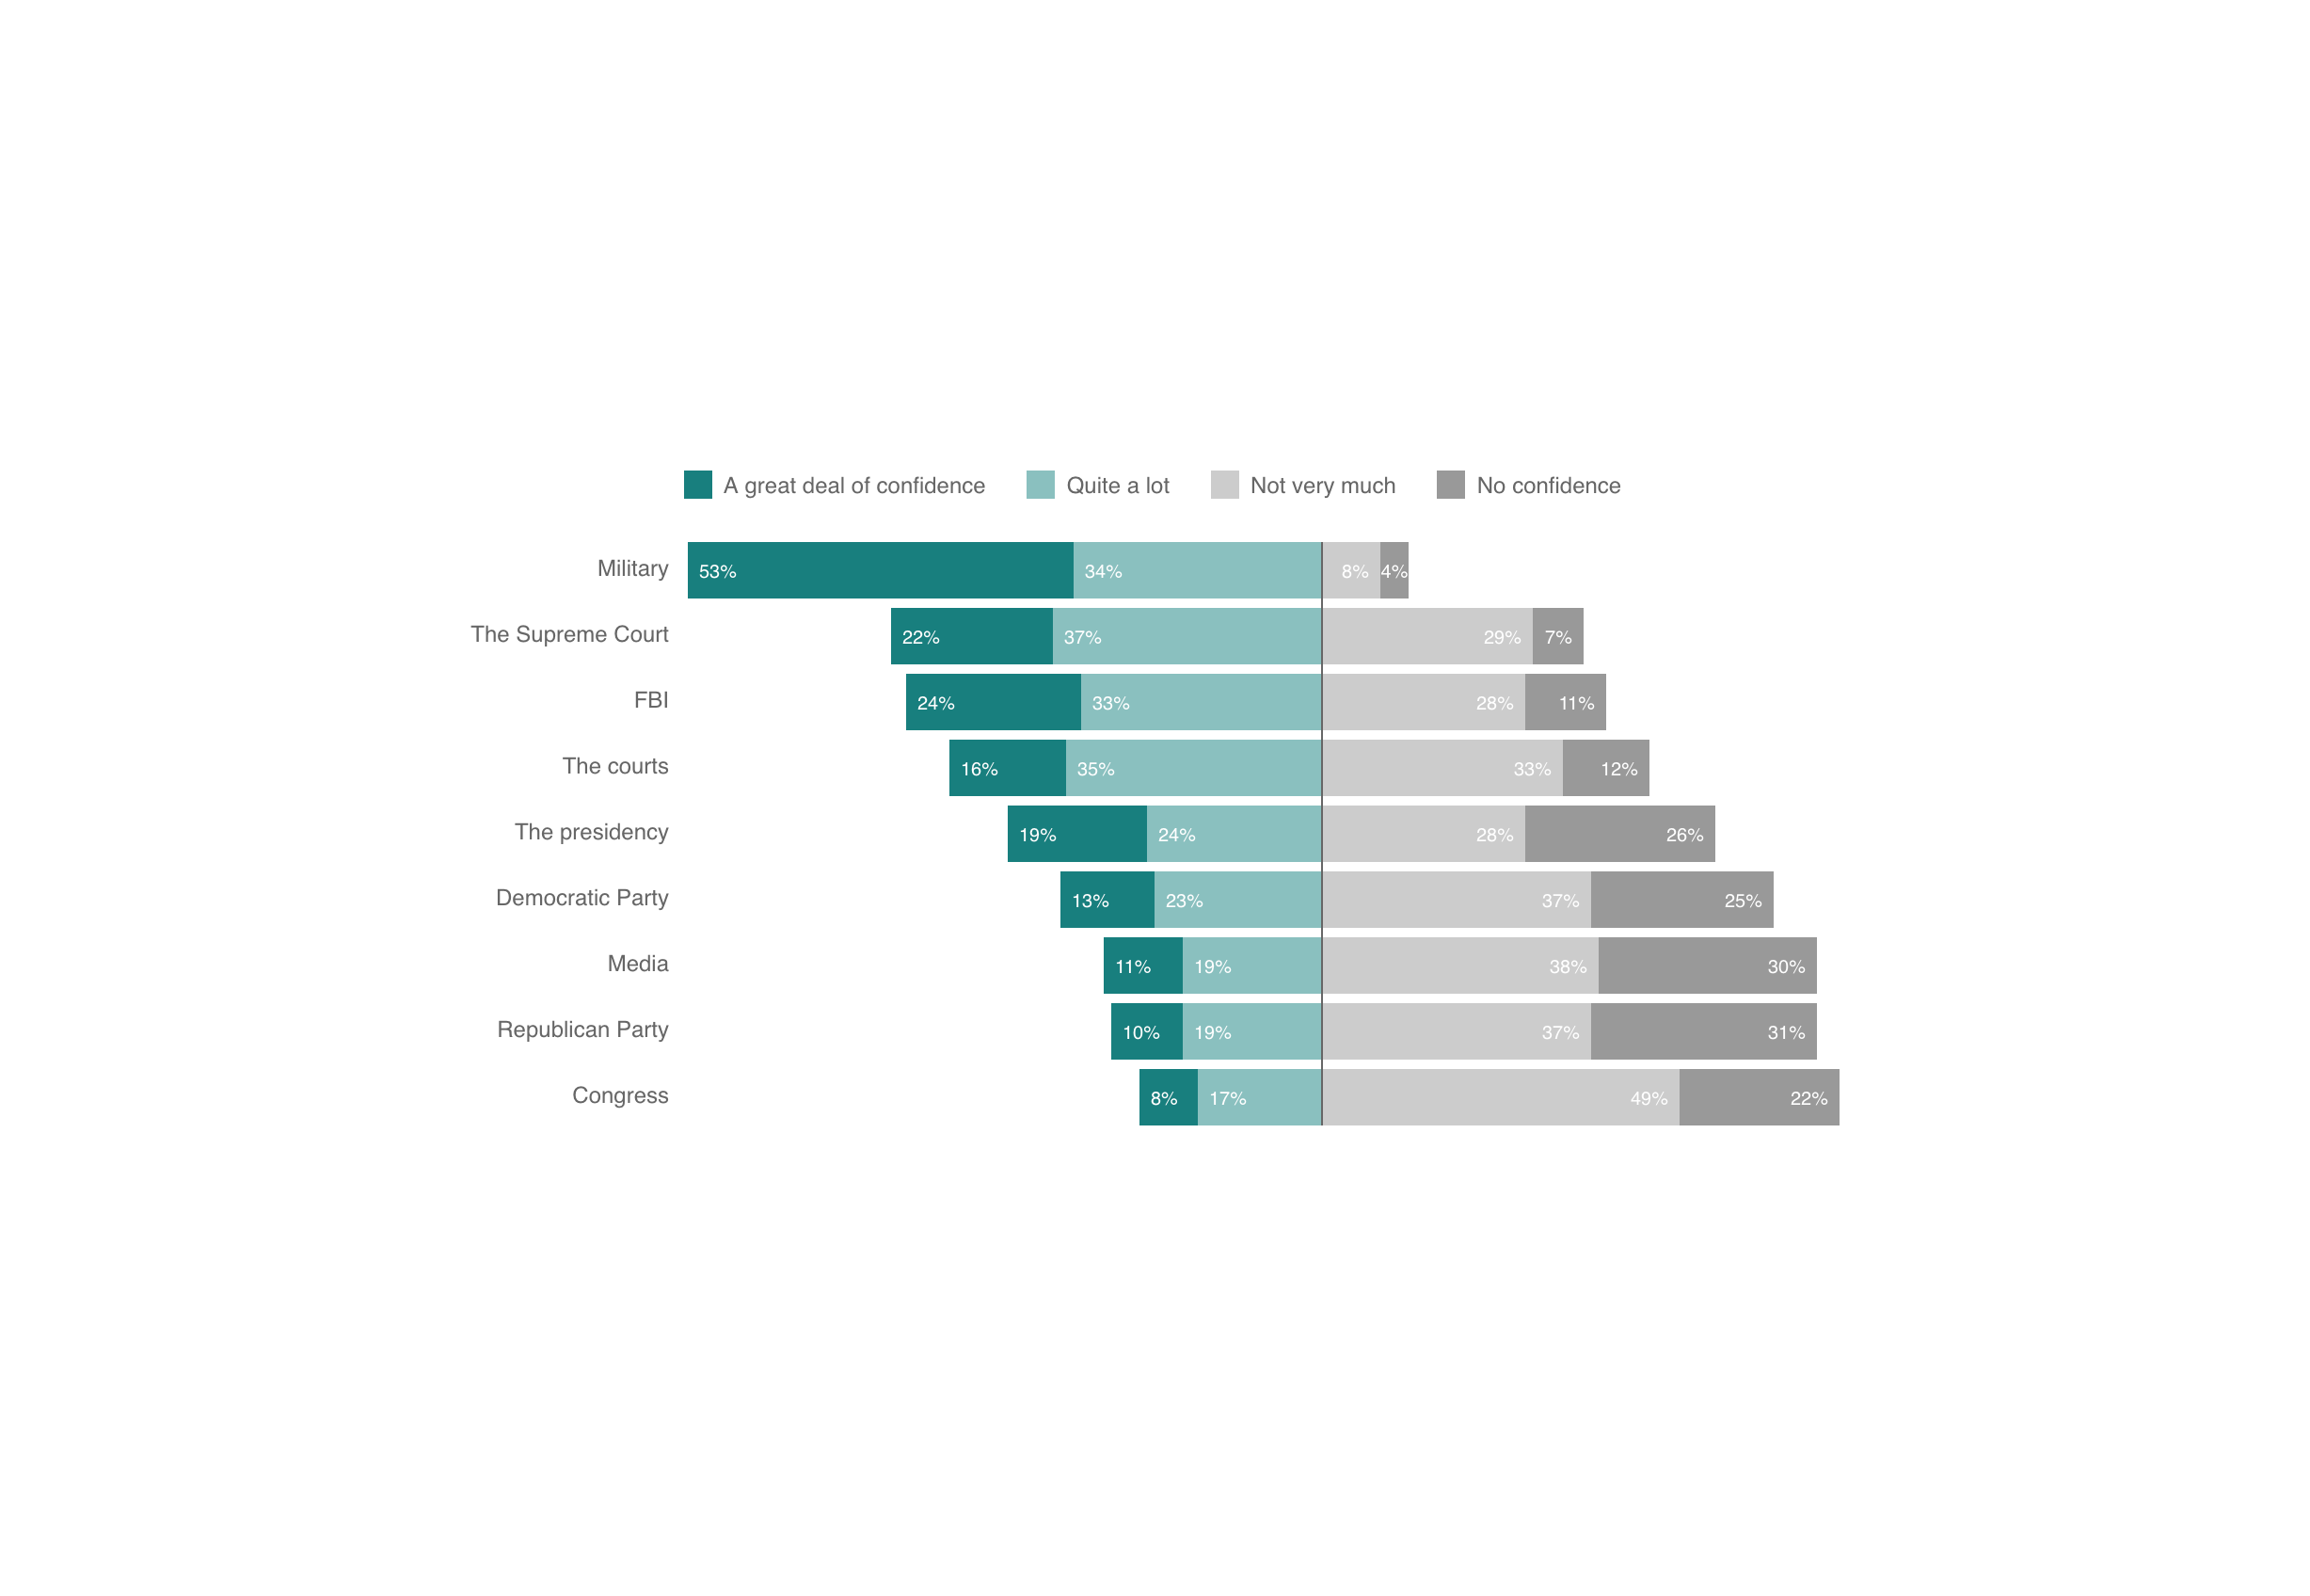 A great deal of confidence Quite a lot Not very much No confidence
Military 53% 34% 8% 4%
The Supreme Court 22% 37% 29% 7%
FBI 24% 33% 28% 11%
The courts 16% 35% 33% 12%
The presidency 19% 24% 28% 26%
Democratic Party 13% 23% 37% 25%
Media 11% 19% 38% 30%
Republican Party 10% 19% 37% 31%
Congress 8% 17% 49% 22%